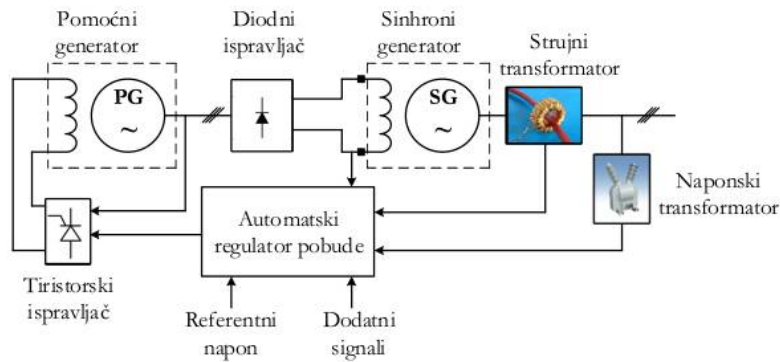 Pomoćni
generator
Diodni
ispravljač
Sinhroni
generator
Strujni
transformator
PG
~
SG
~
Naponski
transformator
Automatski
regulator pobude
Tiristorski
ispravljač
Referentni
napon
Dodatni
signali